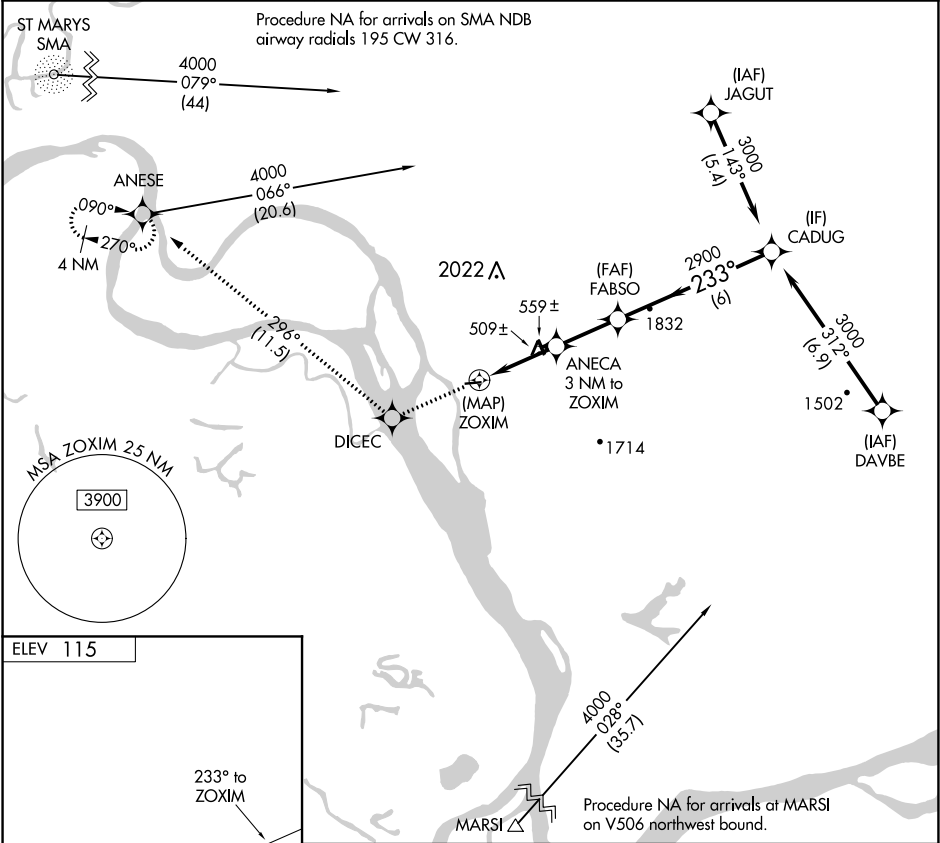 Procedure NA for arrivals on SMA NDB
airway radials 195 CW 316.
ST MARYS
SMA
4000
079°
(44)
(IAF)
JAGUT
3000
143°
(5.4)
ANESE
4000
066°
(20.6)
090°
270°
4 NM
(IF)
CADUG
2900
233°
(6)
2022
(FAF)
FABSO
559 ±
509 ±
1832
296°
(11.5)
ANECA
3 NM to
ZOXIM
3000
312°
(6.9)
(MAP)
ZOXIM
1502
DICEC
1714
(IAF)
DAVBE
MSA ZOXIM 25 NM
3900
ELEV 115
4000
028°
(35.7)
233° to
ZOXIM
MARSI
Procedure NA for arrivals at MARSI
on V506 northwest bound.